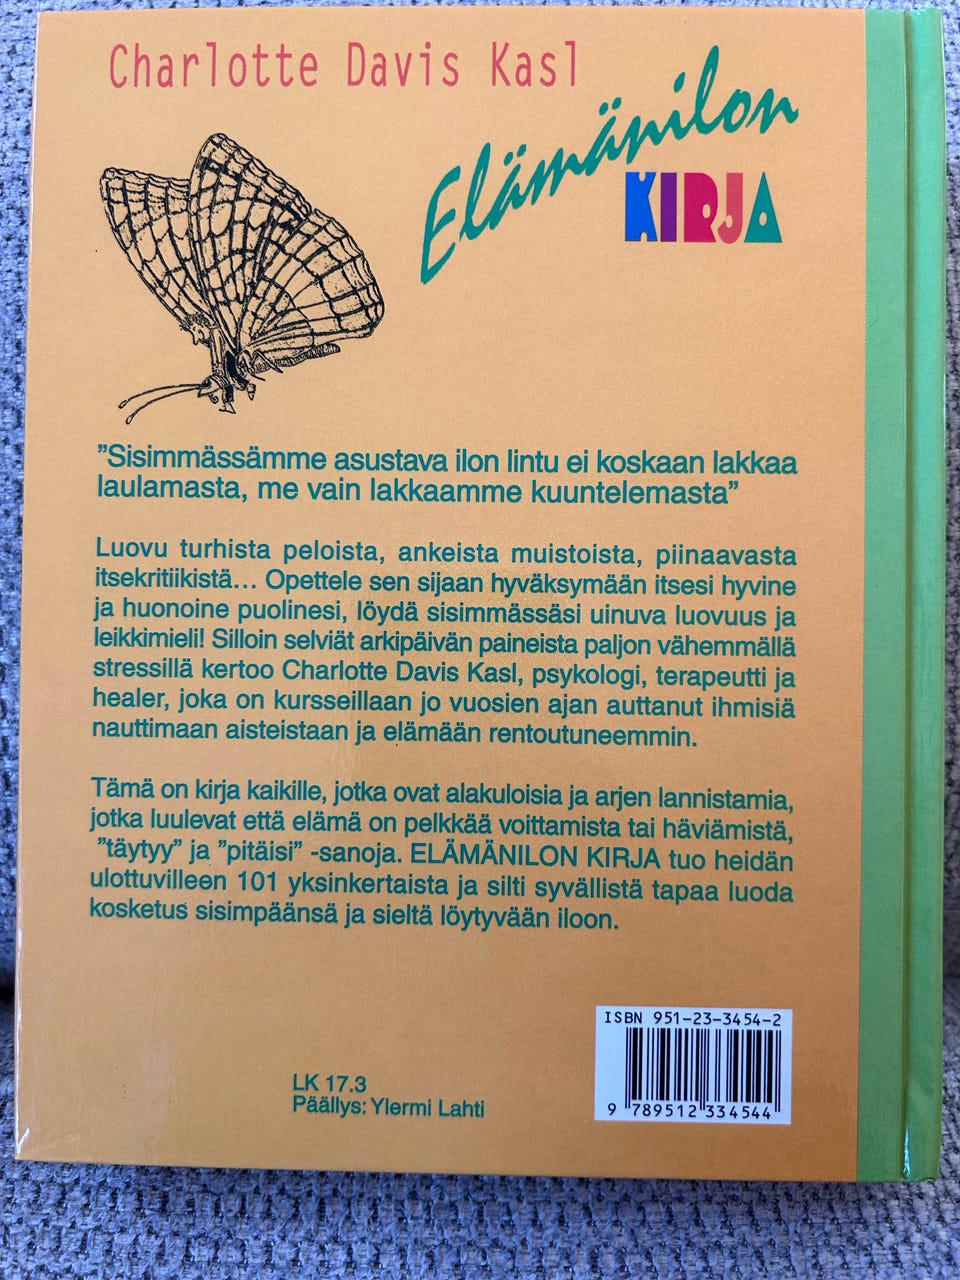 Charlotte Davis Kasl
Elämänilon
KIRJA
”Sisimmässämme asustava ilon lintu ei koskaan lakkaa
laulamasta, me vain lakkaamme kuuntelemasta”
Luovu turhista peloista, ankeista muistoista, piinaavasta
itsekritiikistä... Opettele sen sijaan hyväksymään itsesi hyvine
ja huonoine puolinesi, löydä sisimmässäsi uinuva luovuus ja
leikkimieli! Silloin selviät arkipäivän paineista paljon vähemmällä
stressillä kertoo Charlotte Davis Kasl, psykologi, terapeutti ja
healer, joka on kursseillaan jo vuosien ajan auttanut ihmisiä
nauttimaan aisteistaan ja elämään rentoutuneemmin.
Tämä on kirja kaikille, jotka ovat alakuloisia ja arjen lannistamia,
jotka luulevat että elämä on pelkkää voittamista tai häviämistä,
”täytyy” ja ”pitäisi” -sanoja. ELÄMÄNILON KIRJA tuo heidän
ulottuvilleen 101 yksinkertaista ja silti syvällistä tapaa luoda
kosketus sisimpäänsä ja sieltä löytyvään iloon.
ISBN 951-23-3454-2
9 789512 334544
LK 17.3
Päällys: Ylermi Lahti